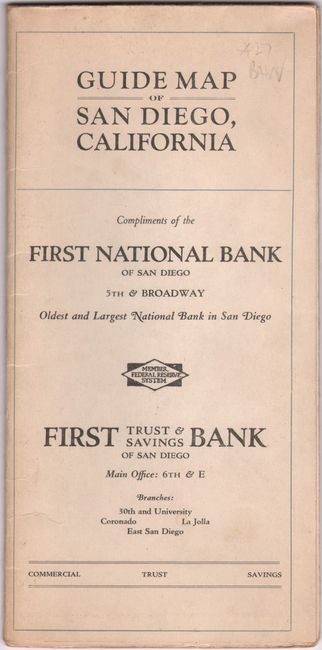 GUIDE MAP
OF
SAN DIEGO,
CALIFORNIA
Compliments of the
FIRST NATIONAL BANK
OF SAN DIEGO
5TH & BROADWAY
Oldest and Largest National Bank in San Diego
MEMBER
FEDERAL RESERVE
SYSTEM
FIRST TRUST & SAVINGS BANK
OF SAN DIEGO
Main Office: 6TH & E
Branches:
30th and University
Coronado La Jolla
East San Diego
COMMERCIAL TRUST SAVINGS